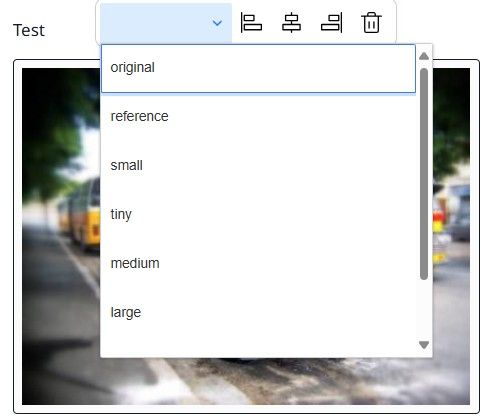 Test
original
reference
small
tiny
medium
large